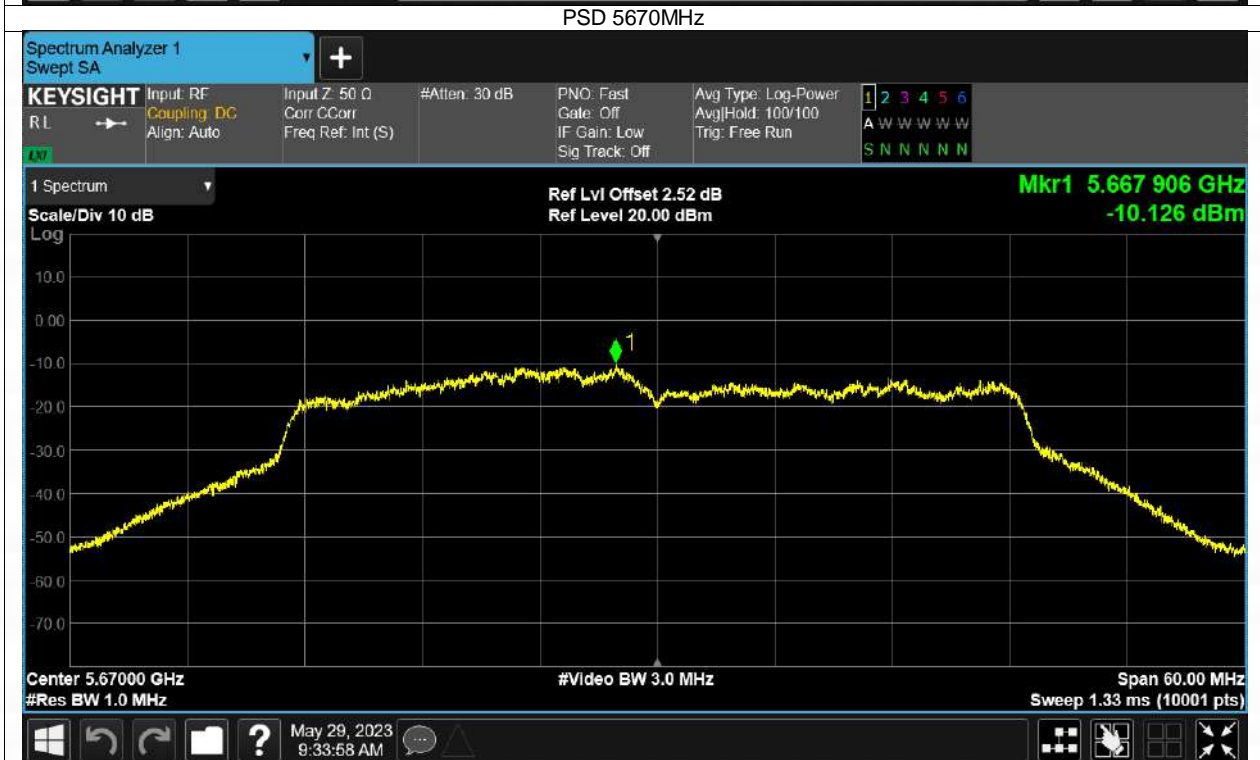 PSD 5670MHz
Spectrum Analyzer 1
Swept SA
+
KEYSIGHT
RL
LXI
Input: RF
Coupling: DC
Align: Auto
Input Z: 50 Ω
Corr CCorr
Freq Ref: Int (S)
#Atten: 30 dB
PNO: Fast
Gate: Off
IF Gain: Low
Sig Track: Off
Avg Type: Log-Power
Avg|Hold: 100/100
Trig: Free Run
1 2 3 4 5 6
A W W W W W
S N N N N N
1 Spectrum
Scale/Div 10 dB
Log
Ref Lvl Offset 2.52 dB
Ref Level 20.00 dBm
Mkr1 5.667 906 GHz
-10.126 dBm
10.0
0.00
-10.0
-20.0
-30.0
-40.0
-50.0
-60.0
-70.0
1
Center 5.67000 GHz
#Res BW 1.0 MHz
#Video BW 3.0 MHz
Span 60.00 MHz
Sweep 1.33 ms (10001 pts)
?
May 29, 2023
9:33:58 AM